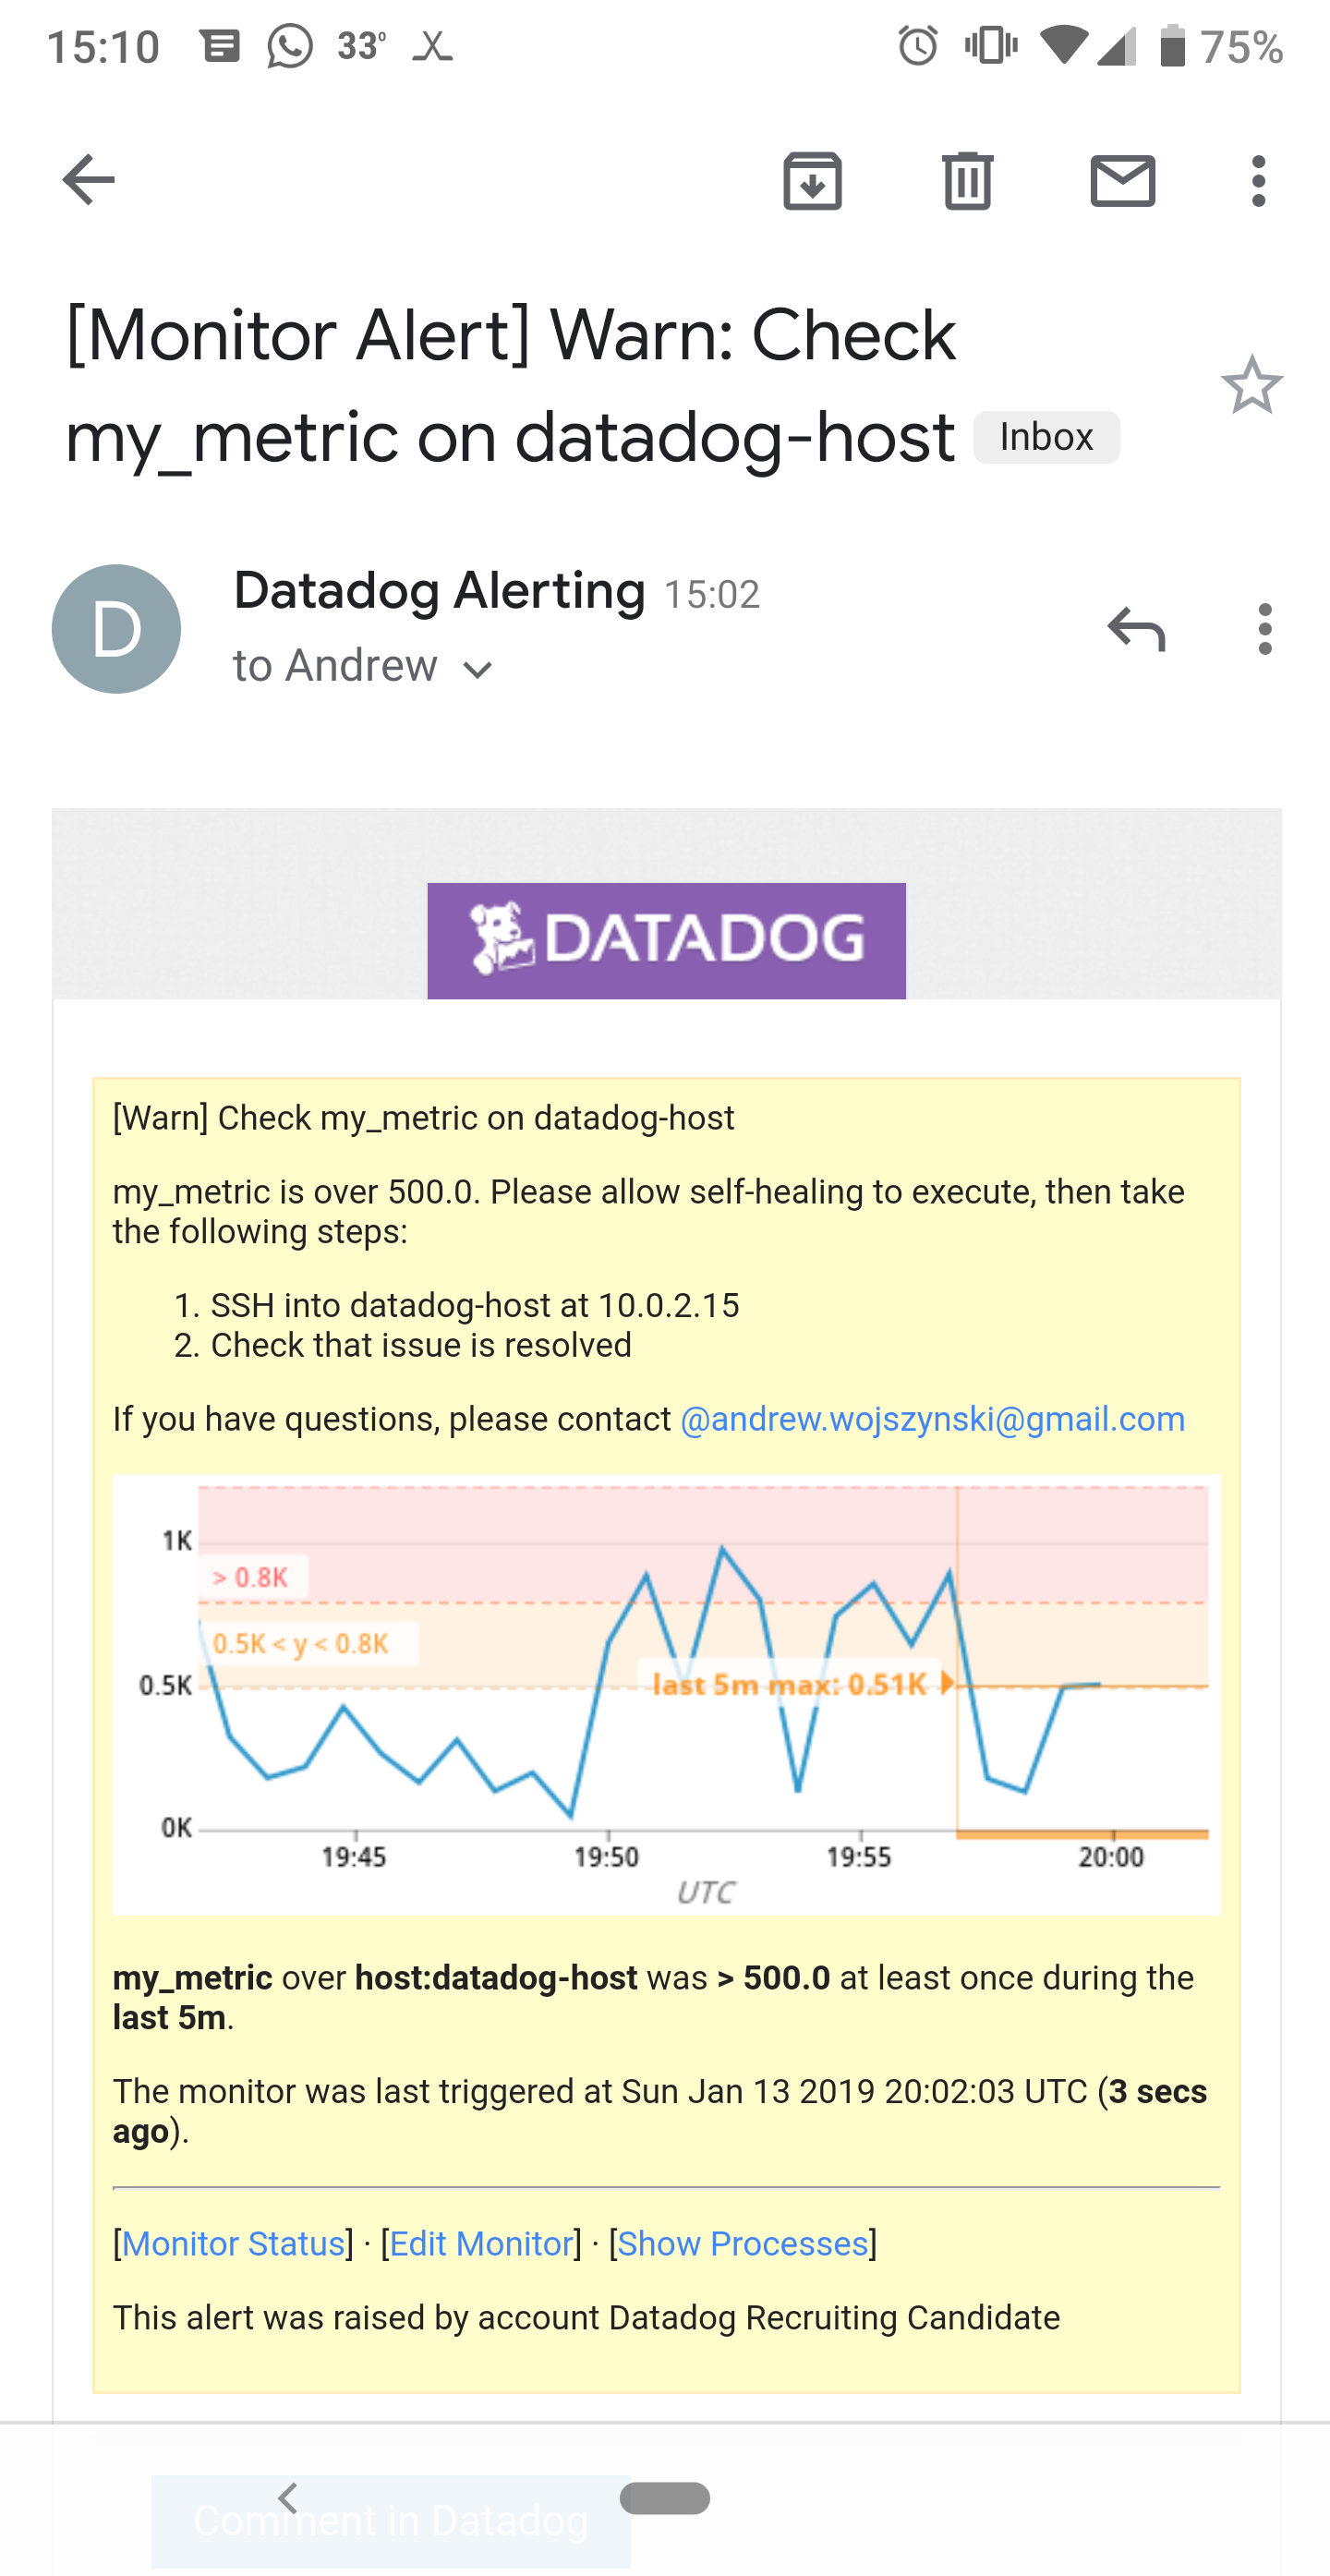 15:10 33° 75%
[Monitor Alert] Warn: Check
my_metric on datadog-host Inbox
D
Datadog Alerting 15:02
to Andrew
DATADOG
[Warn] Check my_metric on datadog-host
my_metric is over 500.0. Please allow self-healing to execute, then take
the following steps:
1. SSH into datadog-host at 10.0.2.15
2. Check that issue is resolved
If you have questions, please contact @andrew.wojszynski@gmail.com
1K
> 0.8K
0.5K < y < 0.8K
0.5K
last 5m max: 0.51K
0K
19:45 19:50 19:55 20:00
UTC
my_metric over host:datadog-host was > 500.0 at least once during the
last 5m.
The monitor was last triggered at Sun Jan 13 2019 20:02:03 UTC (3 secs
ago).
[Monitor Status] · [Edit Monitor] · [Show Processes]
This alert was raised by account Datadog Recruiting Candidate
Comment in Datadog